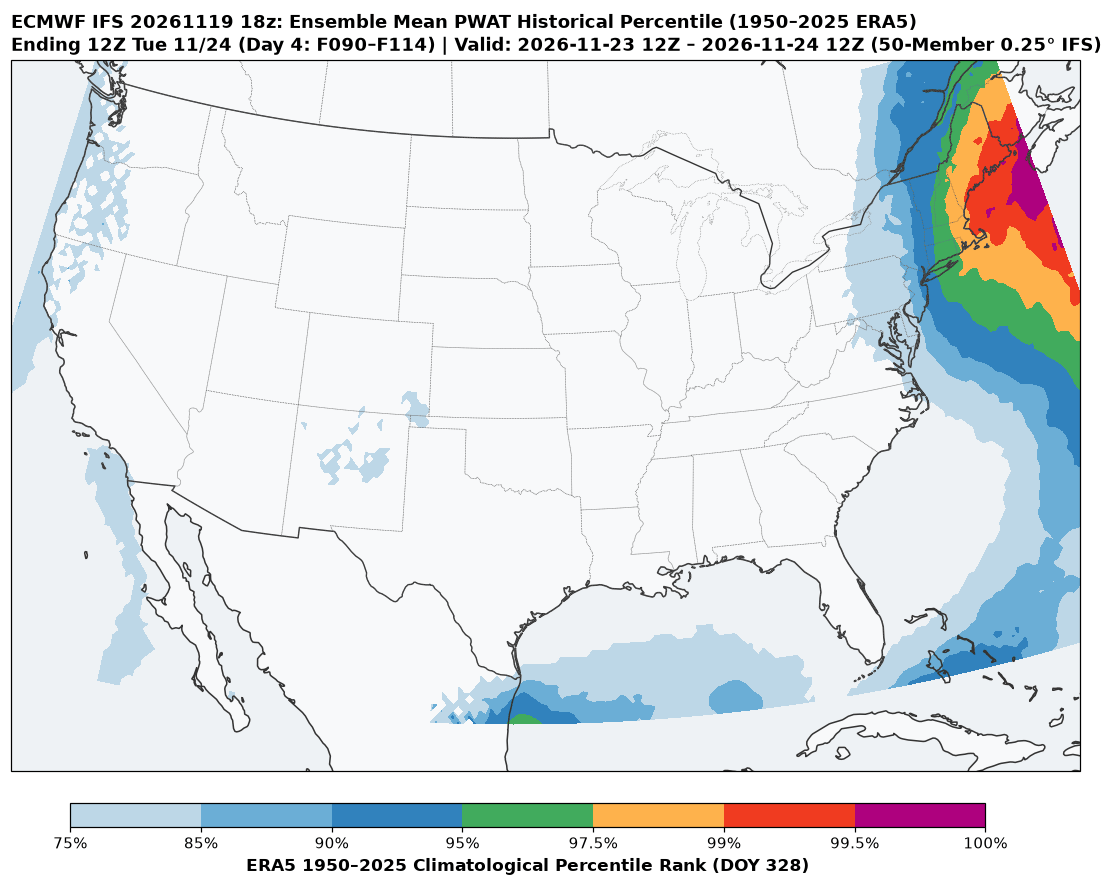 ECMWF IFS 20261119 18z: Ensemble Mean PWAT Historical Percentile (1950–2025 ERA5)
Ending 12Z Tue 11/24 (Day 4: F090–F114) | Valid: 2026-11-23 12Z – 2026-11-24 12Z (50-Member 0.25° IFS)
75% 85% 90% 95% 97.5% 99% 99.5% 100%
ERA5 1950–2025 Climatological Percentile Rank (DOY 328)